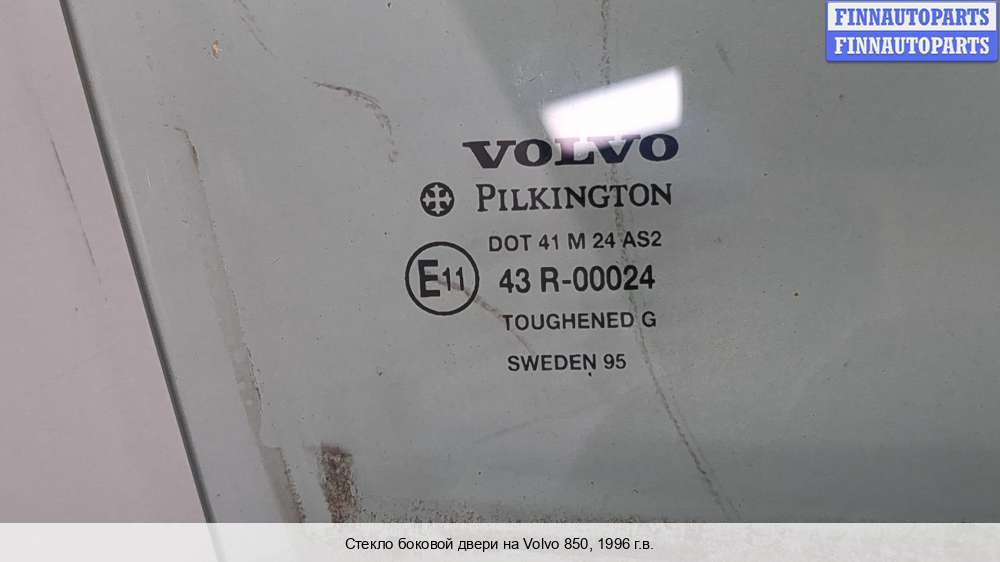 FINNAUTOPARTS
FINNAUTOPARTS
VOLVO
PILKINGTON
DOT 41 M 24 AS2
E11 43 R-00024
TOUGHENED G
SWEDEN 95
Стекло боковой двери на Volvo 850, 1996 г.в.